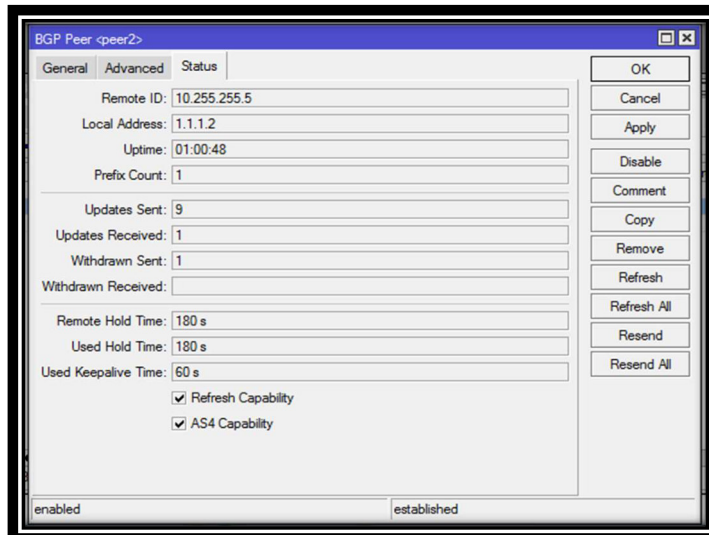 BGP Peer <peer2>
General Advanced Status
Remote ID: 10.255.255.5
Local Address: 1.1.1.2
Uptime: 01:00:48
Prefix Count: 1
Updates Sent: 9
Updates Received: 1
Withdrawn Sent: 1
Withdrawn Received:
Remote Hold Time: 180 s
Used Hold Time: 180 s
Used Keepalive Time: 60 s
Refresh Capability
AS4 Capability
OK
Cancel
Apply
Disable
Comment
Copy
Remove
Refresh
Refresh All
Resend
Resend All
enabled established